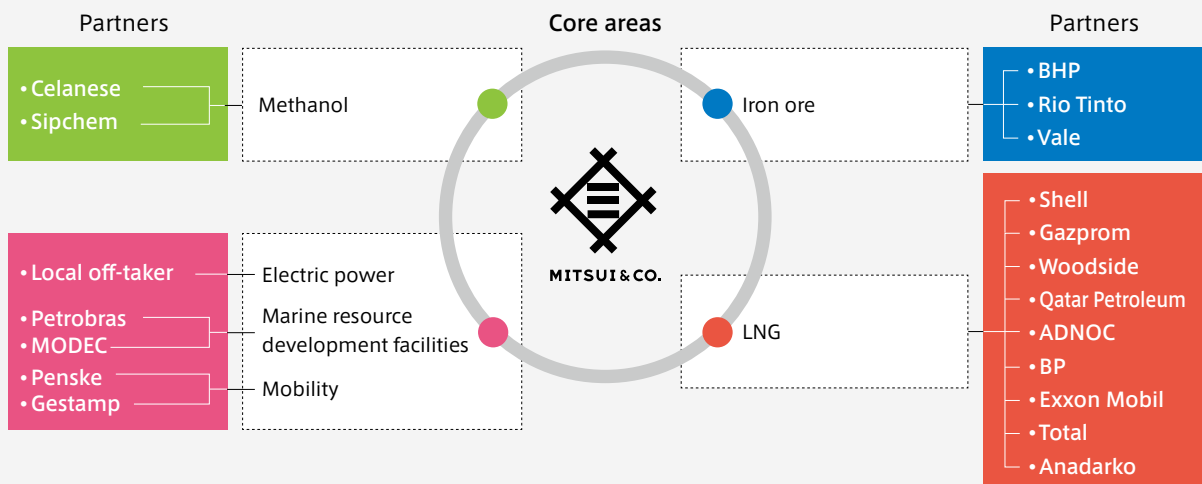 Partners
Core areas
Partners
• Celanese
• Sipchem
Methanol
Iron ore
• BHP
• Rio Tinto
• Vale
MITSUI & CO.
• Local off-taker
• Petrobras
• MODEC
• Penske
• Gestamp
Electric power
Marine resource
development facilities
Mobility
LNG
• Shell
• Gazprom
• Woodside
• Qatar Petroleum
• ADNOC
• BP
• Exxon Mobil
• Total
• Anadarko